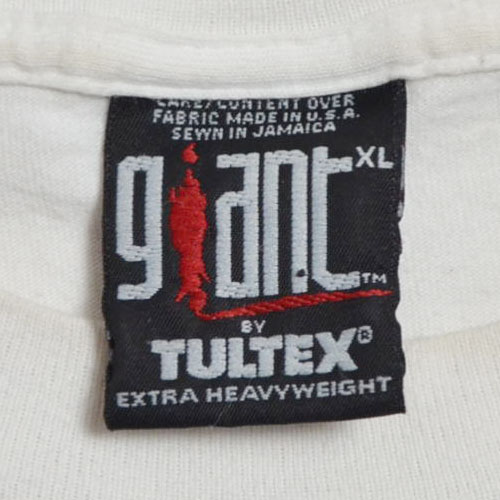 CARE/CONTENT OVER
FABRIC MADE IN U.S.A.
SEWN IN JAMAICA
giant XL
TM
BY
TULTEX®
EXTRA HEAVYWEIGHT